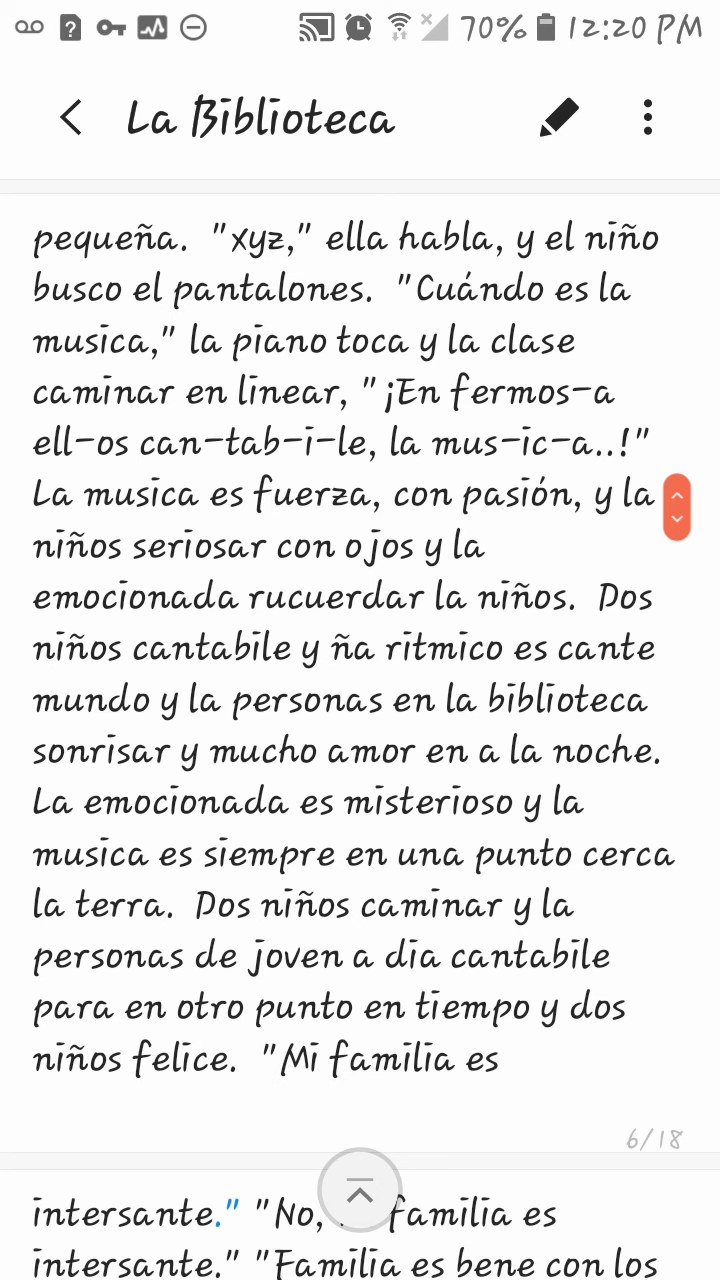 70% 12:20 PM
La Biblioteca
pequeña. "xyz," ella habla, y el niño
busco el pantalones. "Cuándo es la
musica," la piano toca y la clase
caminar en linear, "¡En fermos-a
ell-os can-tab-i-le, la mus-ic-a..!"
La musica es fuerza, con pasión, y la
niños seriosar con ojos y la
emocionada rucuerdar la niños. Dos
niños cantabile y ña ritmico es cante
mundo y la personas en la biblioteca
sonrisar y mucho amor en a la noche.
La emocionada es misterioso y la
musica es siempre en una punto cerca
la terra. Dos niños caminar y la
personas de joven a dia cantabile
para en otro punto en tiempo y dos
niños felice. "Mi familia es
6/18
intersante." "No, familia es
intersante." "Familia es bene con los